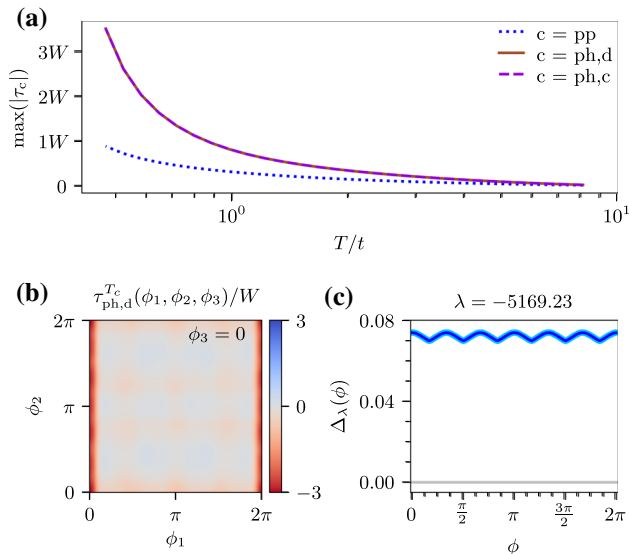 (a)
max(|τc|)
3W
2W
1W
0
c = pp
c = ph,d
c = ph,c
10⁰
10¹
T/t
(b)
τ^{T_c}_{ph,d}(ϕ₁, ϕ₂, ϕ₃)/W
ϕ₃ = 0
2π
π
0
ϕ₂
0
π
2π
ϕ₁
3
0
−3
(c)
λ = −5169.23
Δλ(ϕ)
0.08
0.04
0.00
0
π/2
π
3π/2
2π
ϕ